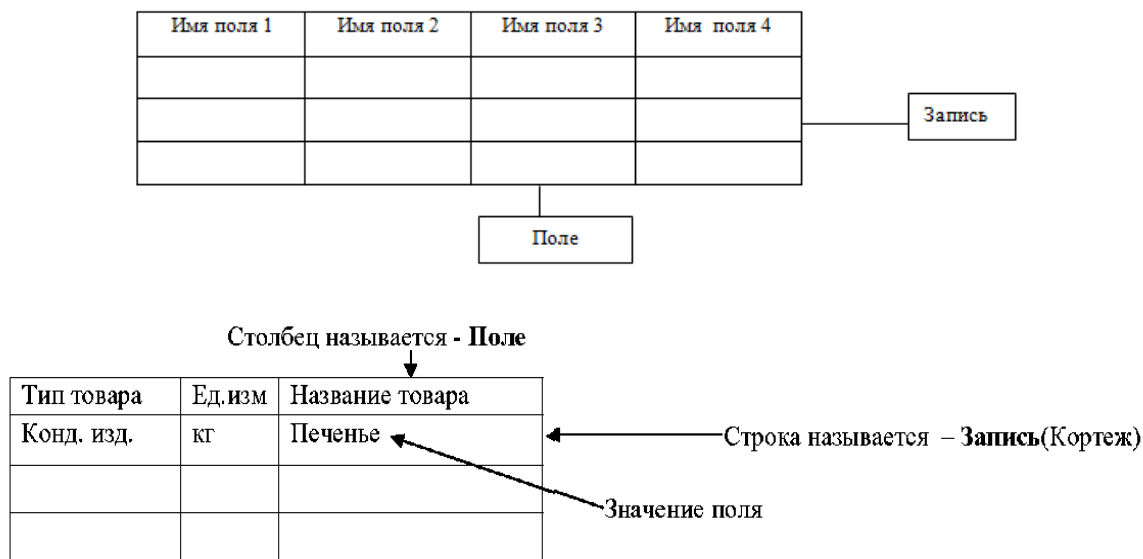 Имя поля 1 Имя поля 2 Имя поля 3 Имя поля 4
Запись
Поле
Столбец называется - Поле
Тип товара Ед.изм Название товара
Конд. изд. кг Печенье
Строка называется – Запись(Кортеж)
Значение поля